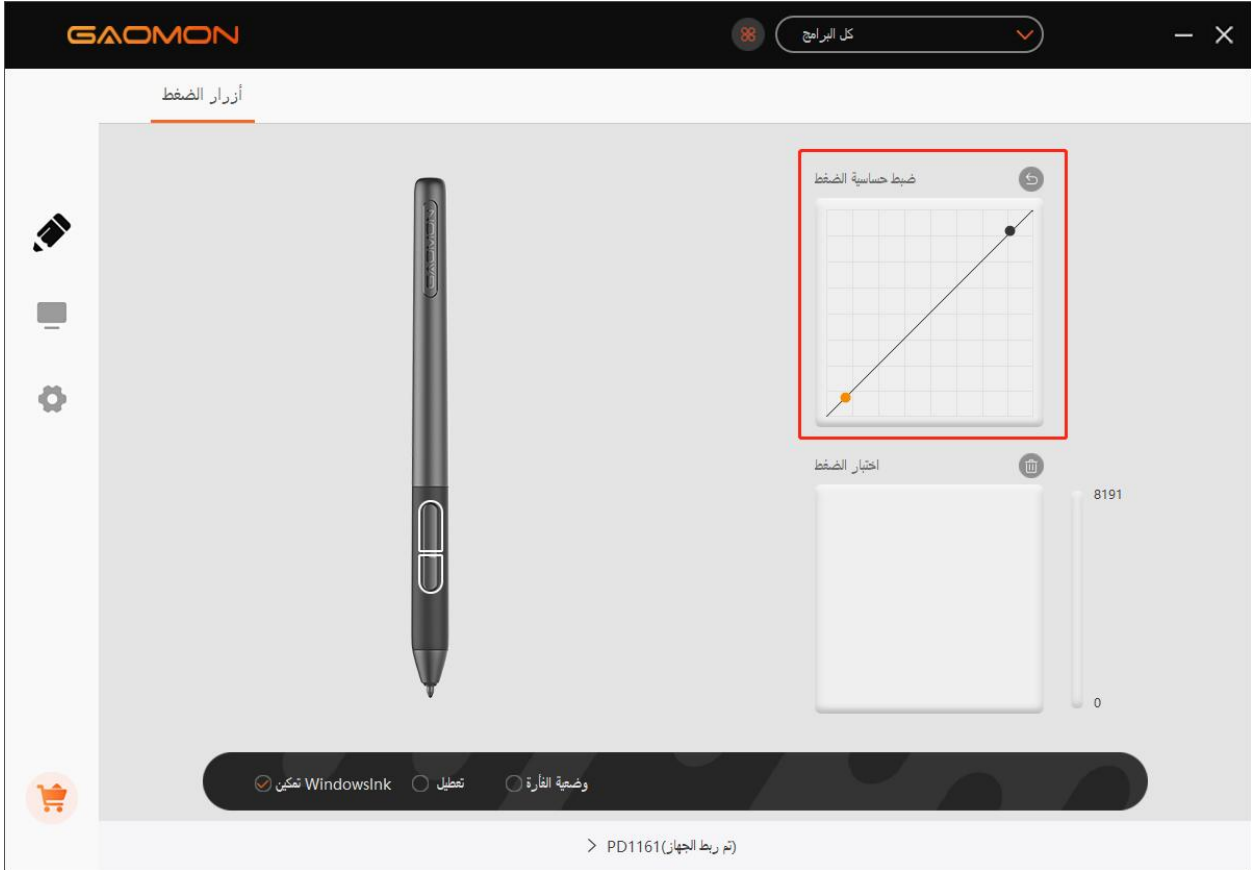 GAOMON
كل البرامج
أزرار الضغط
ضبط حساسية الضغط
GAOMON
اختبار الضغط
8191
0
تمكين WindowsInk
تعطيل
وضعية الفأرة
PD1161(تم ربط الجهاز)